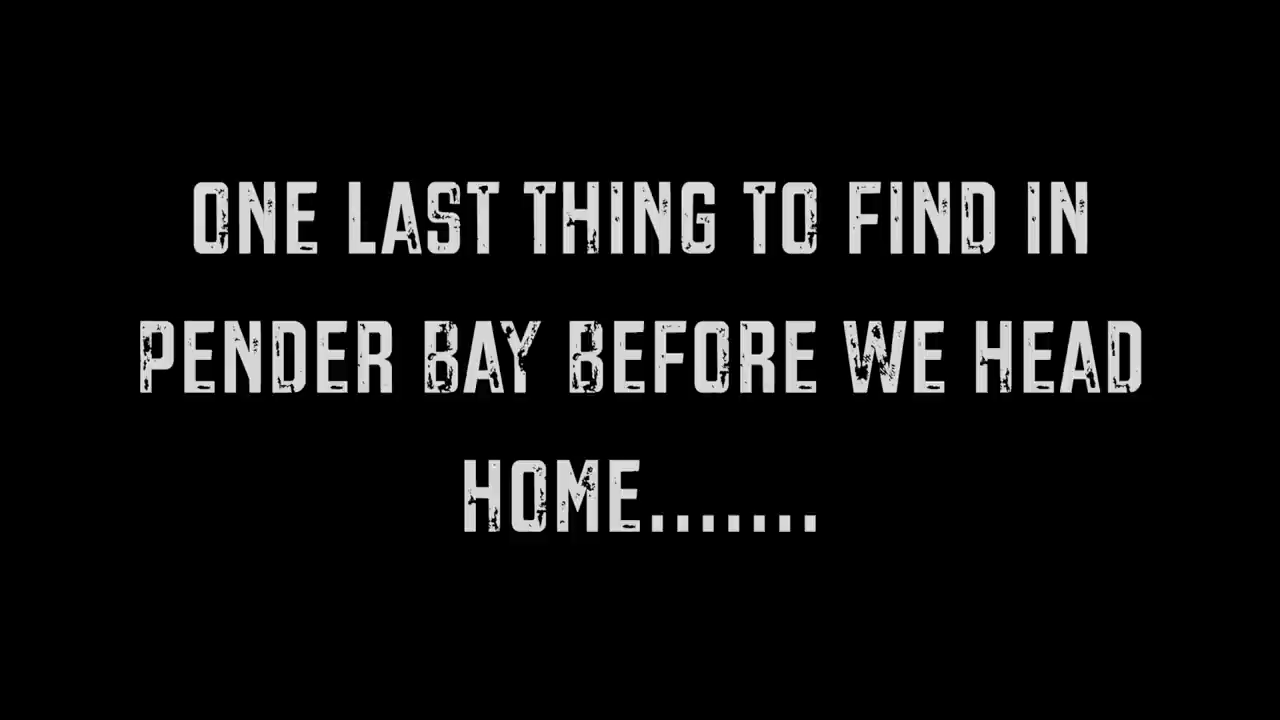 ONE LAST THING TO FIND IN
PENDER BAY BEFORE WE HEAD
HOME.......